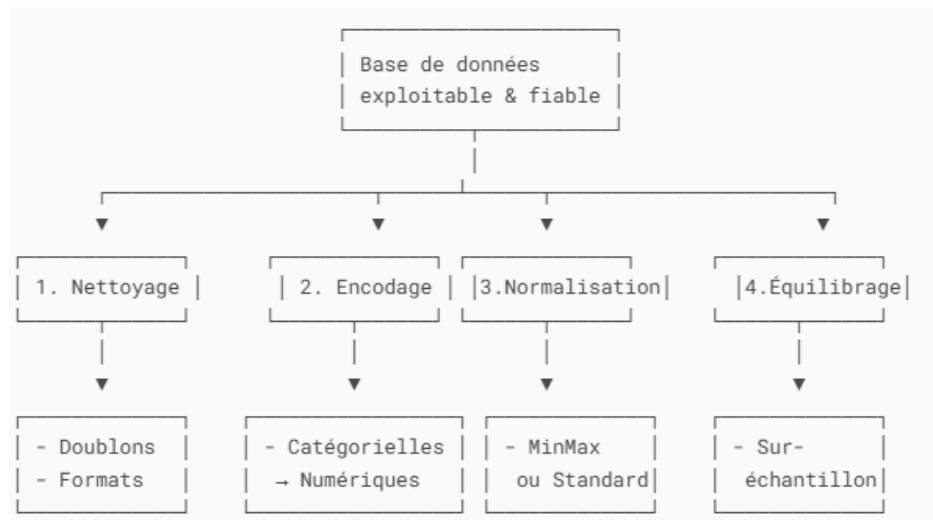 Base de données
exploitable & fiable
1. Nettoyage
2. Encodage
3.Normalisation
4.Équilibrage
- Doublons
- Formats
- Catégorielles
→ Numériques
- MinMax
ou Standard
- Sur-
échantillon